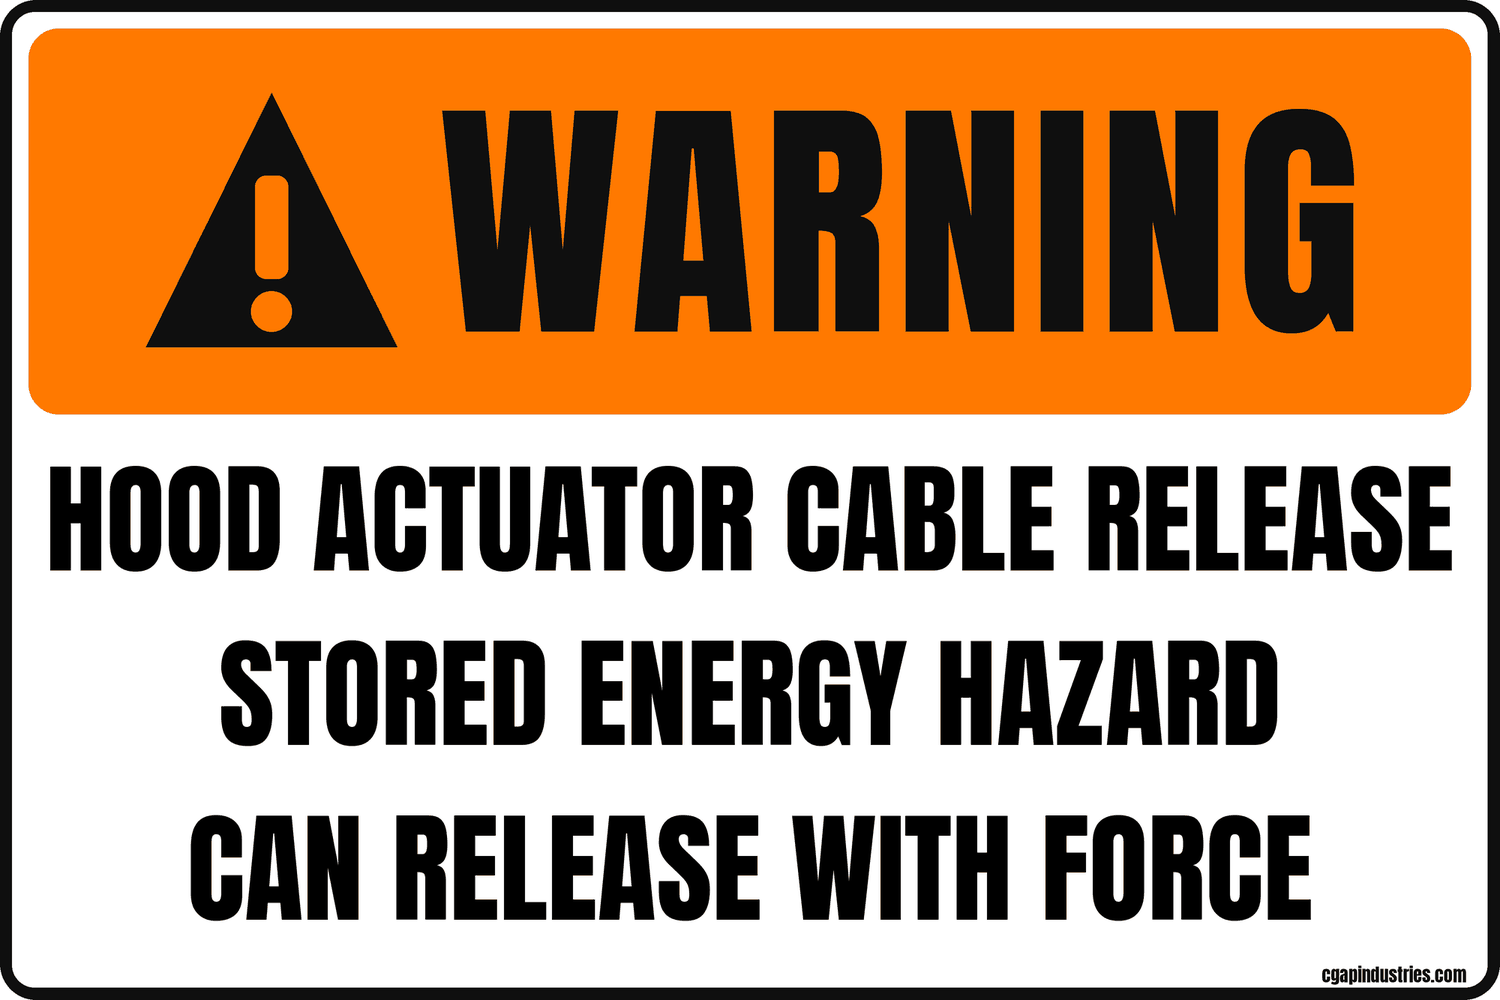 WARNING
HOOD ACTUATOR CABLE RELEASE
STORED ENERGY HAZARD
CAN RELEASE WITH FORCE
cgapindustries.com